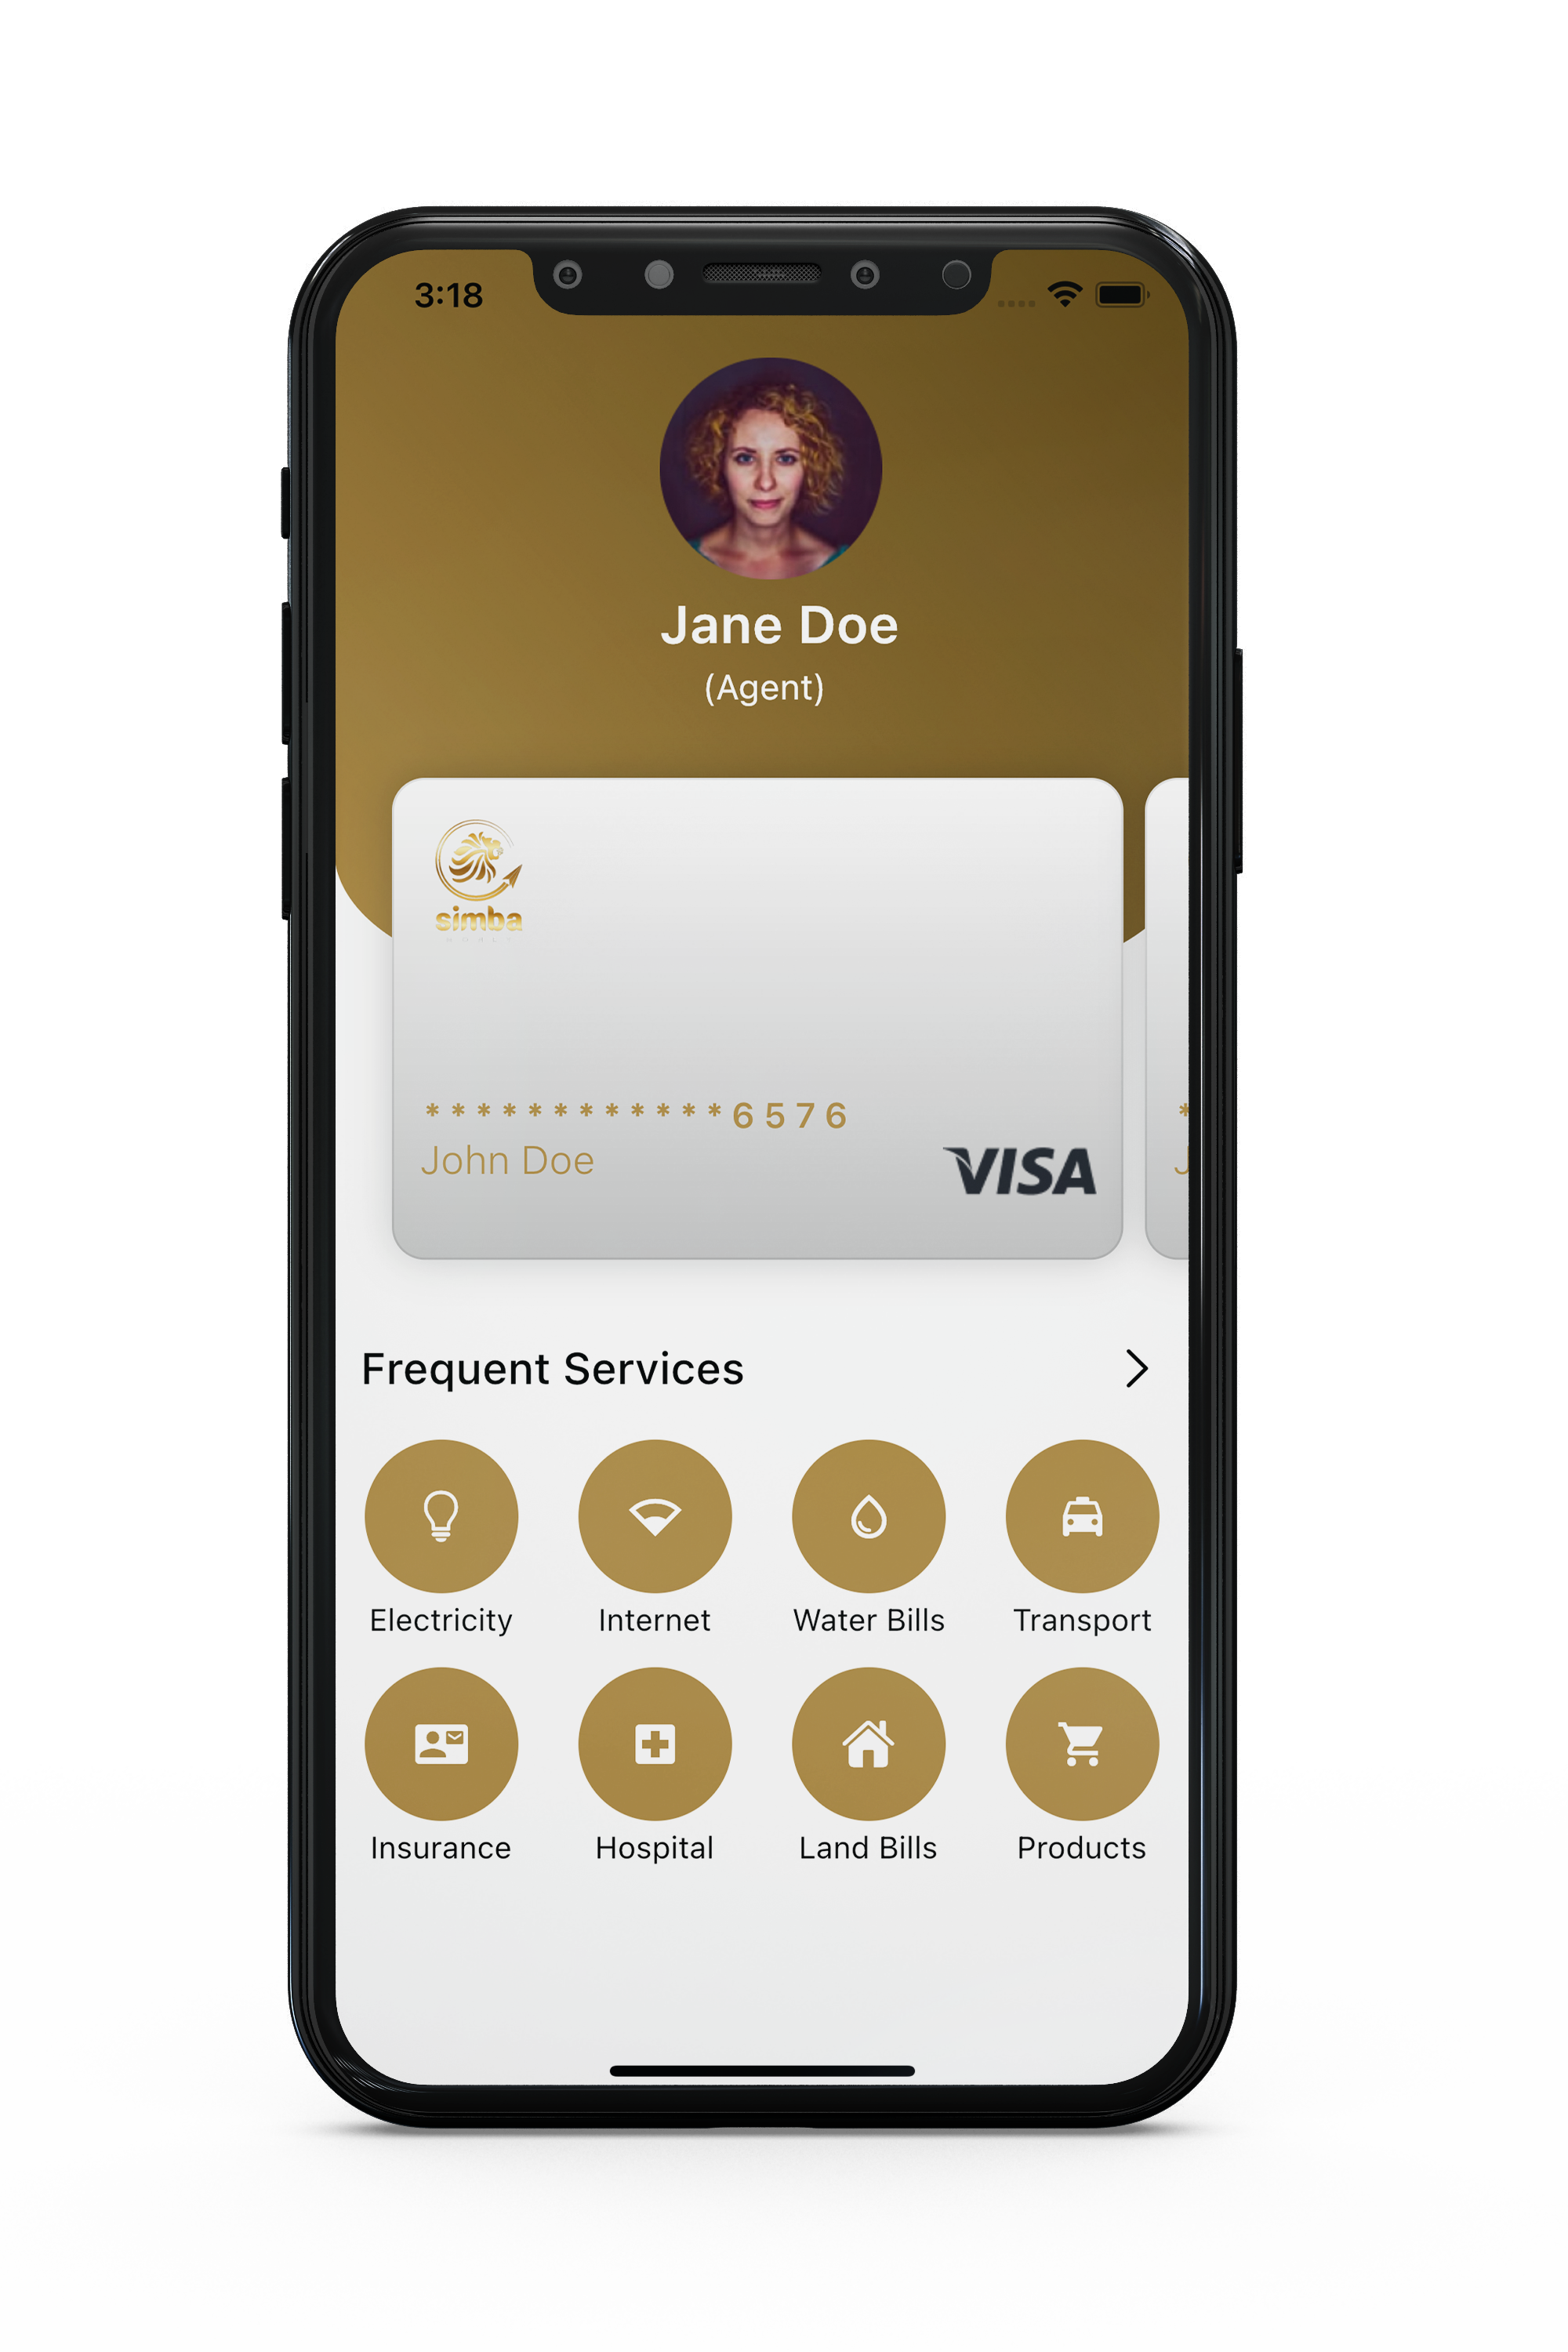 3:18
Jane Doe
(Agent)
simba
************6576
John Doe
VISA
*
J
Frequent Services
Electricity
Internet
Water Bills
Transport
Insurance
Hospital
Land Bills
Products